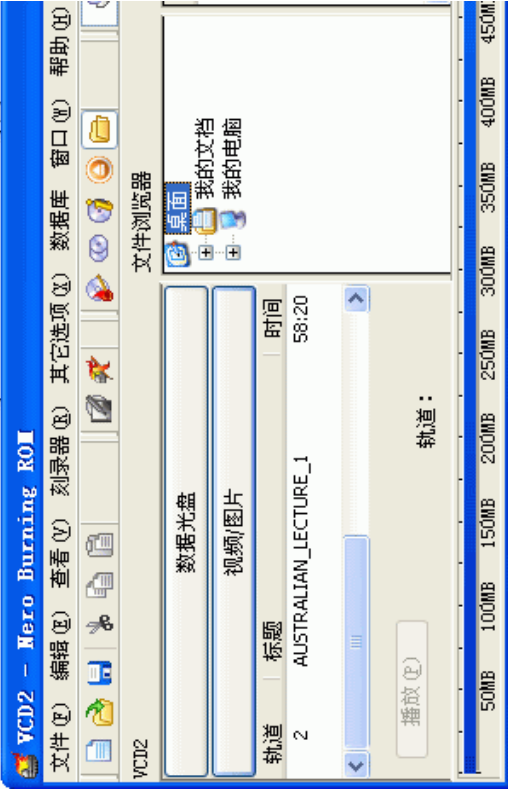 VCD2 - Nero Burning ROM
文件(F) 编辑(E) 查看(V) 刻录器(R) 其它选项(X) 数据库 窗口(W) 帮助(H)
VCD2
数据光盘
视频/图片
轨道 标题 时间
2 AUSTRALIAN_LECTURE_1 58:20
播放(P)
轨道：
文件浏览器
桌面
我的文档
我的电脑
50MB 100MB 150MB 200MB 250MB 300MB 350MB 400MB 450MB